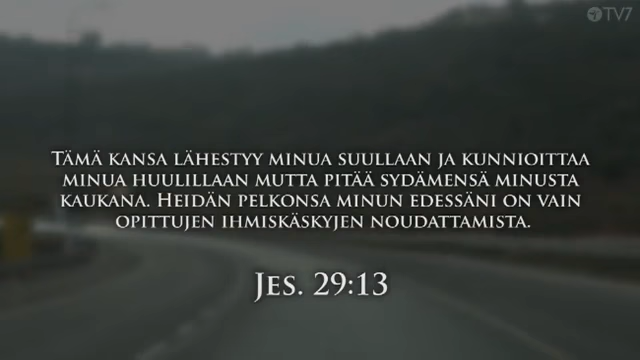 TV7
Tämä kansa lähestyy minua suullaan ja kunnioittaa
minua huulillaan mutta pitää sydämensä minusta
kaukana. Heidän pelkonsa minun edessäni on vain
opittujen ihmiskäskyjen noudattamista.
Jes. 29:13